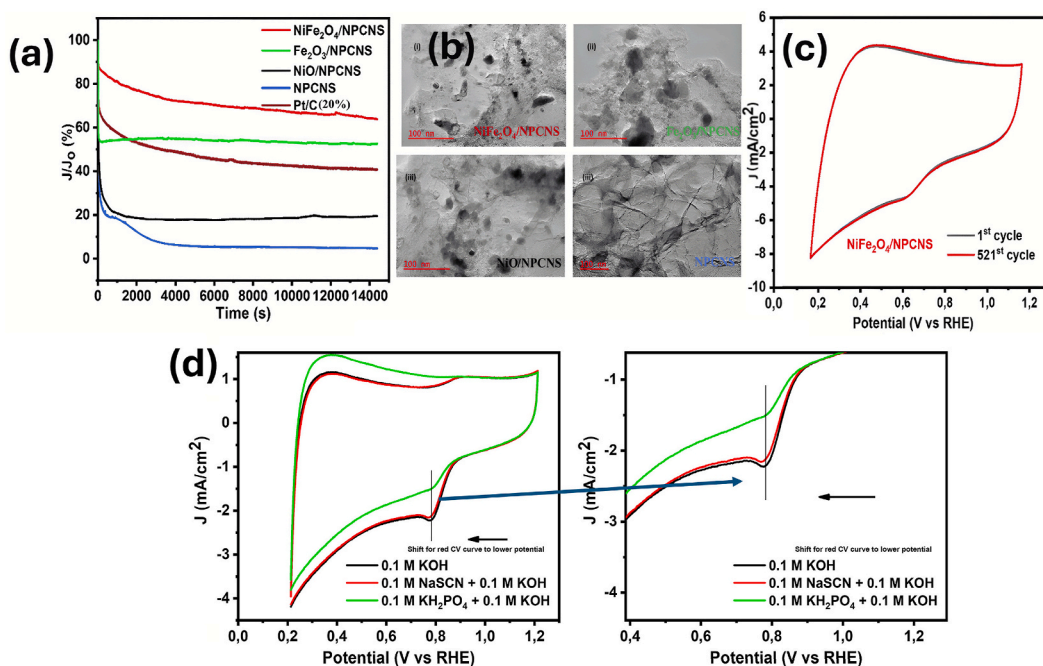 (a)
NiFe₂O₄/NPCNS
Fe₂O₃/NPCNS
NiO/NPCNS
NPCNS
Pt/C (20%)
J/J₀ (%)
100
80
60
40
20
0
0 2000 4000 6000 8000 10000 12000 14000
Time (s)
(b)
(i)
100 nm
NiFe₂O₄/NPCNS
(ii)
100 nm
Fe₂O₃/NPCNS
(iii)
100 nm
NiO/NPCNS
(iii)
NPCNS
(c)
J (mA/cm²)
6
4
2
0
-2
-4
-6
-8
-10
NiFe₂O₄/NPCNS
1st cycle
521st cycle
0,0 0,2 0,4 0,6 0,8 1,0 1,2
Potential (V vs RHE)
(d)
J (mA/cm²)
1
0
-1
-2
-3
-4
Shift for red CV curve to lower potential
0.1 M KOH
0.1 M NaSCN + 0.1 M KOH
0.1 M KH₂PO₄ + 0.1 M KOH
0,0 0,2 0,4 0,6 0,8 1,0 1,2
Potential (V vs RHE)
J (mA/cm²)
-1
-2
-3
-4
Shift for red CV curve to lower potential
0.1 M KOH
0.1 M NaSCN + 0.1 M KOH
0.1 M KH₂PO₄ + 0.1 M KOH
0,4 0,6 0,8 1,0 1,2
Potential (V vs RHE)